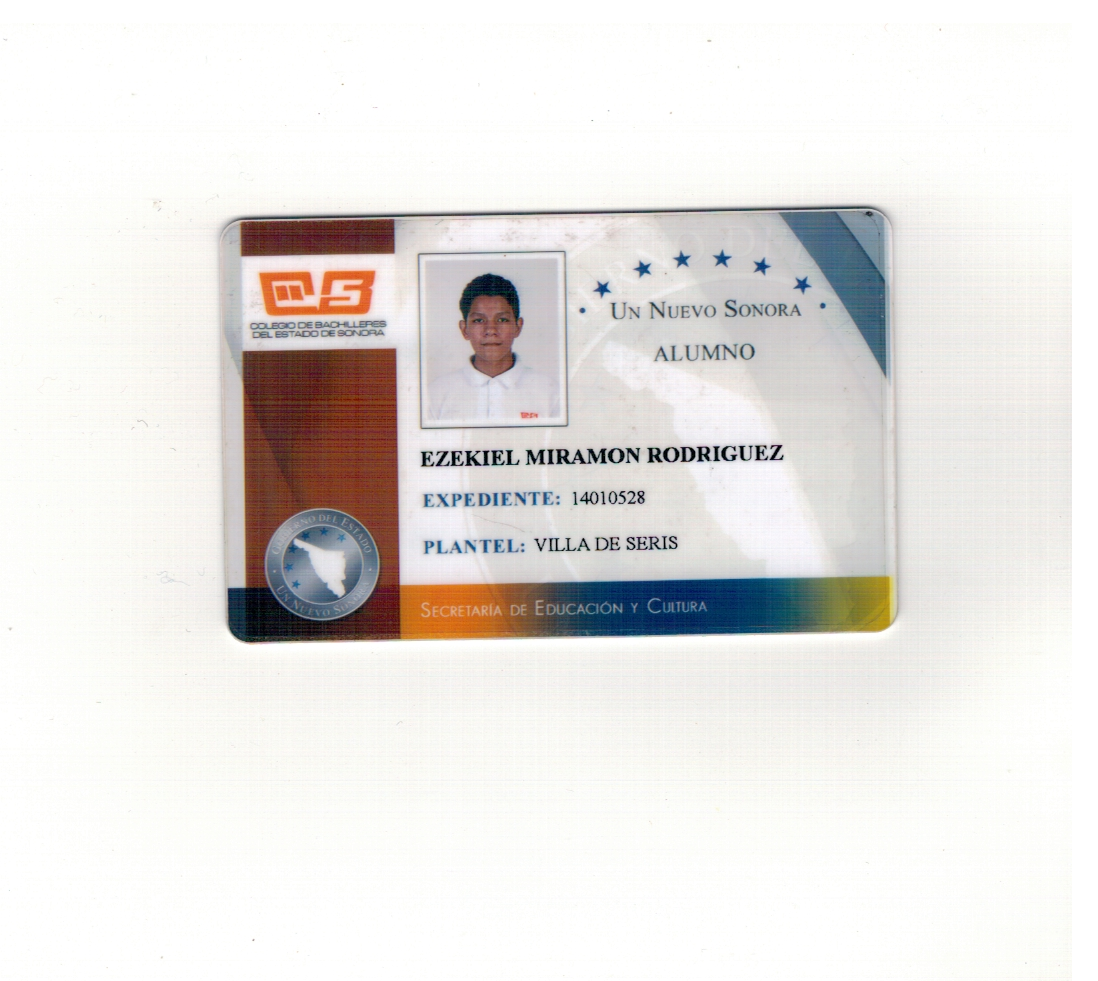 COLEGIO DE BACHILLERES
DEL ESTADO DE SONORA
UN NUEVO SONORA
ALUMNO
EZEKIEL MIRAMON RODRIGUEZ
EXPEDIENTE: 14010528
PLANTEL: VILLA DE SERIS
GOBIERNO DEL ESTADO
UN NUEVO SONORA
SECRETARÍA DE EDUCACIÓN Y CULTURA